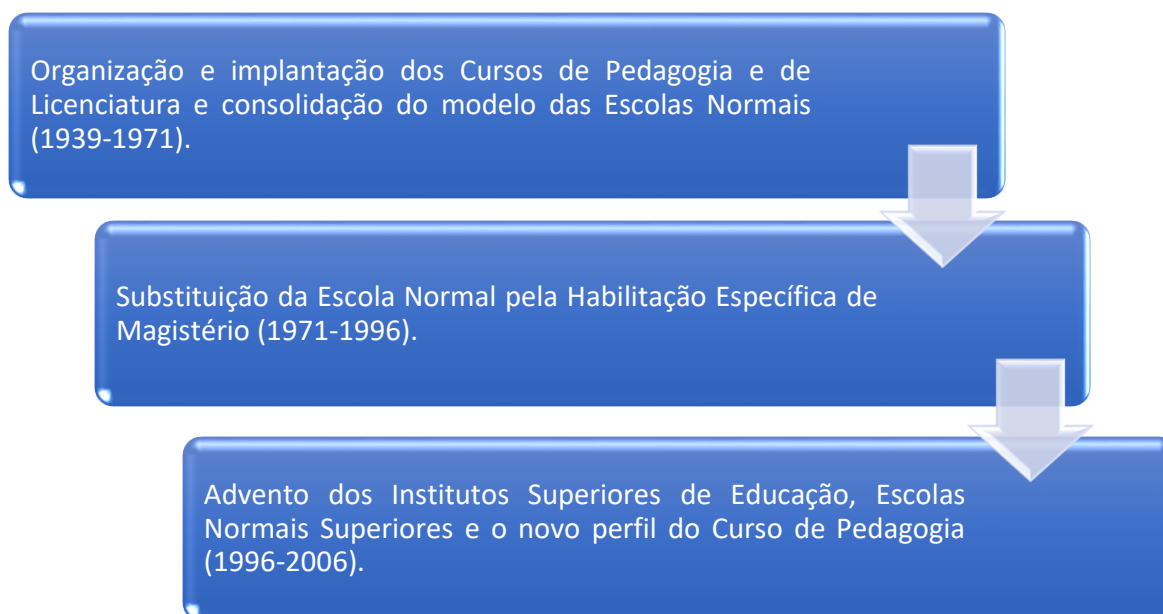 Organização e implantação dos Cursos de Pedagogia e de
Licenciatura e consolidação do modelo das Escolas Normais
(1939-1971).
Substituição da Escola Normal pela Habilitação Específica de
Magistério (1971-1996).
Advento dos Institutos Superiores de Educação, Escolas
Normais Superiores e o novo perfil do Curso de Pedagogia
(1996-2006).